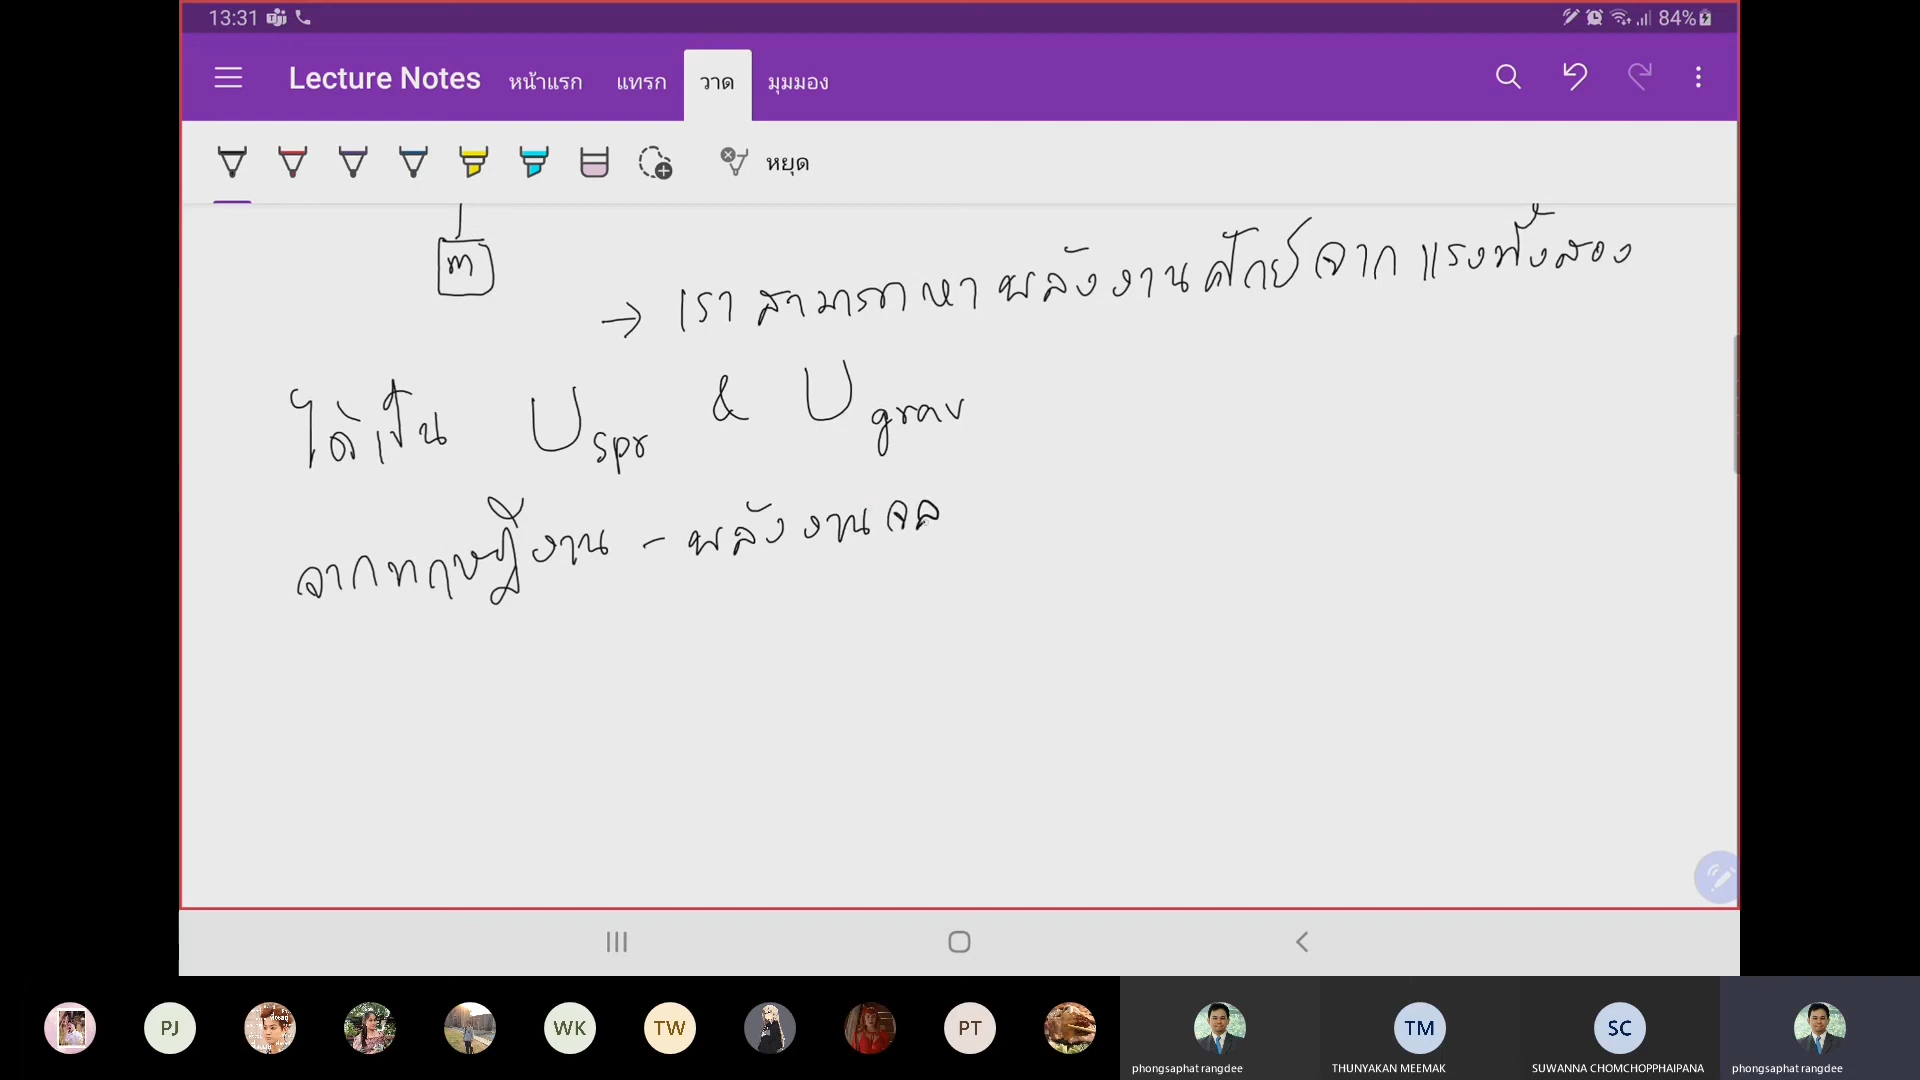 13:31 84%
Lecture Notes หน้าแรก แทรก วาด มุมมอง
หยุด
m
→ เราสามารถหาพลังงานศักย์จากแรงทั้งสอง
ได้เป็น Uspr & Ugrav
จากทฤษฎีงาน - พลังงานจล
PJ WK TW PT TM SC
phongsaphat rangdee THUNYAKAN MEEMAK SUWANNA CHOMCHOPPHAIPANA phongsaphat rangdee